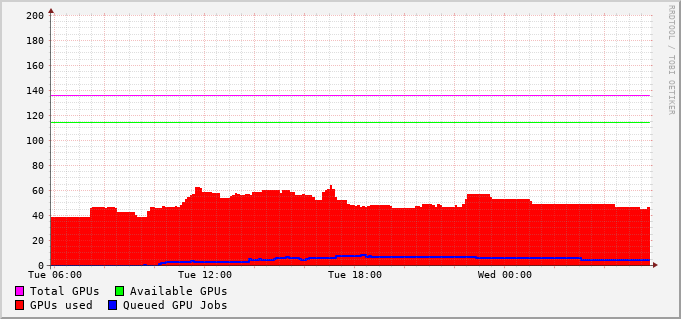 200
180
160
140
120
100
80
60
40
20
0
Tue 06:00 Tue 12:00 Tue 18:00 Wed 00:00
Total GPUs Available GPUs
GPUs used Queued GPU Jobs
RRDTOOL / TOBI OETIKER